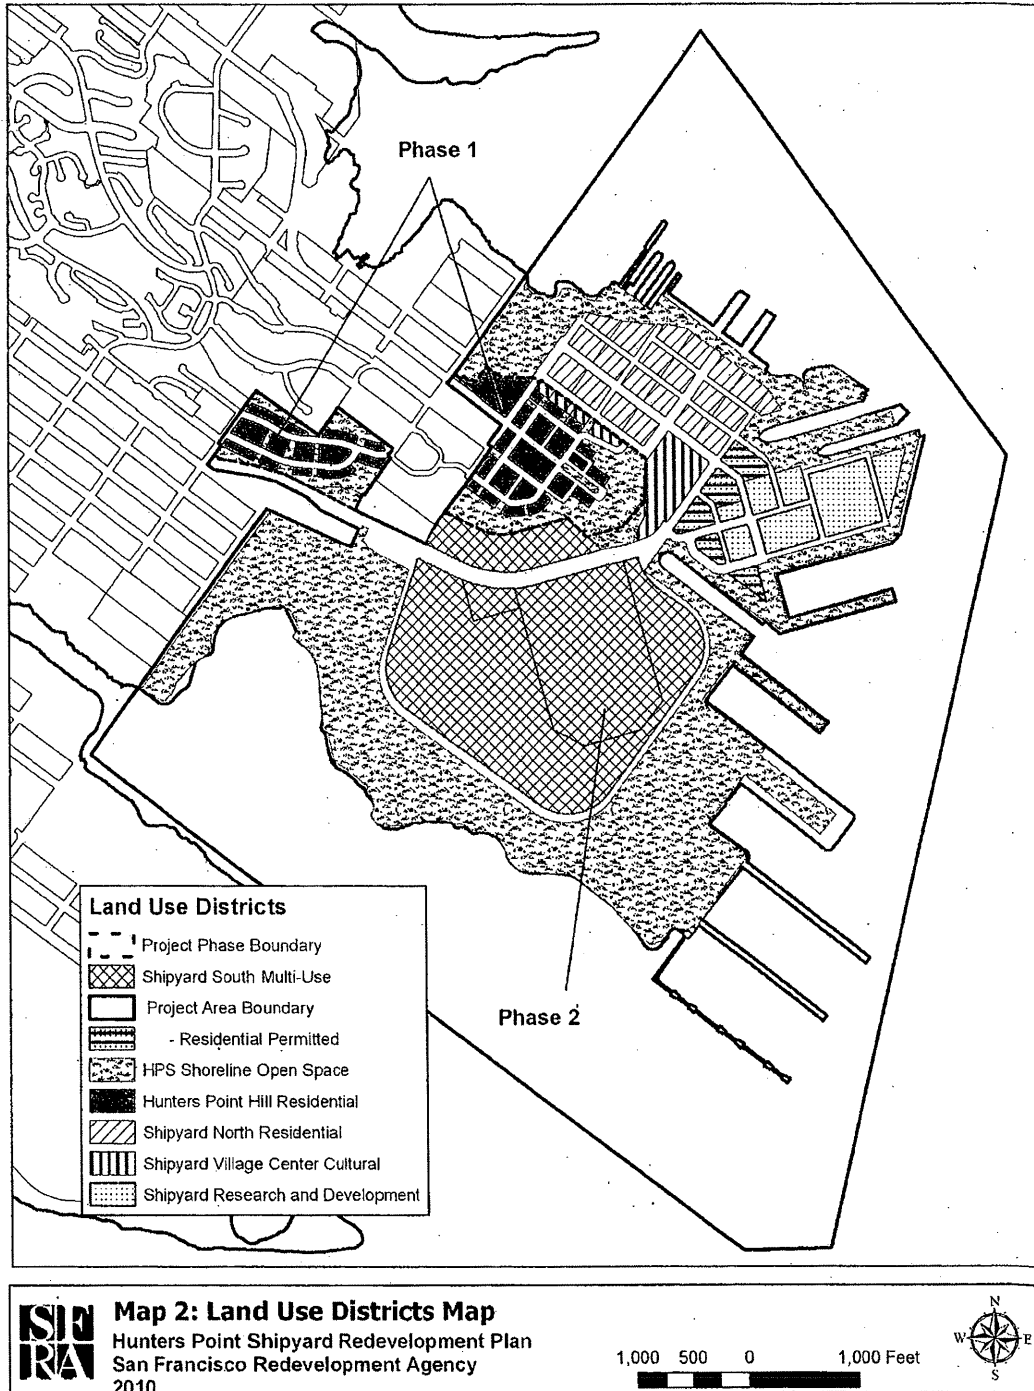 Phase 1
Phase 2
Land Use Districts
Project Phase Boundary
Shipyard South Multi-Use
Project Area Boundary
- Residential Permitted
HPS Shoreline Open Space
Hunters Point Hill Residential
Shipyard North Residential
Shipyard Village Center Cultural
Shipyard Research and Development
SF
RA
Map 2: Land Use Districts Map
Hunters Point Shipyard Redevelopment Plan
San Francisco Redevelopment Agency
2010
1,000 500 0 1,000 Feet
N
W E
S